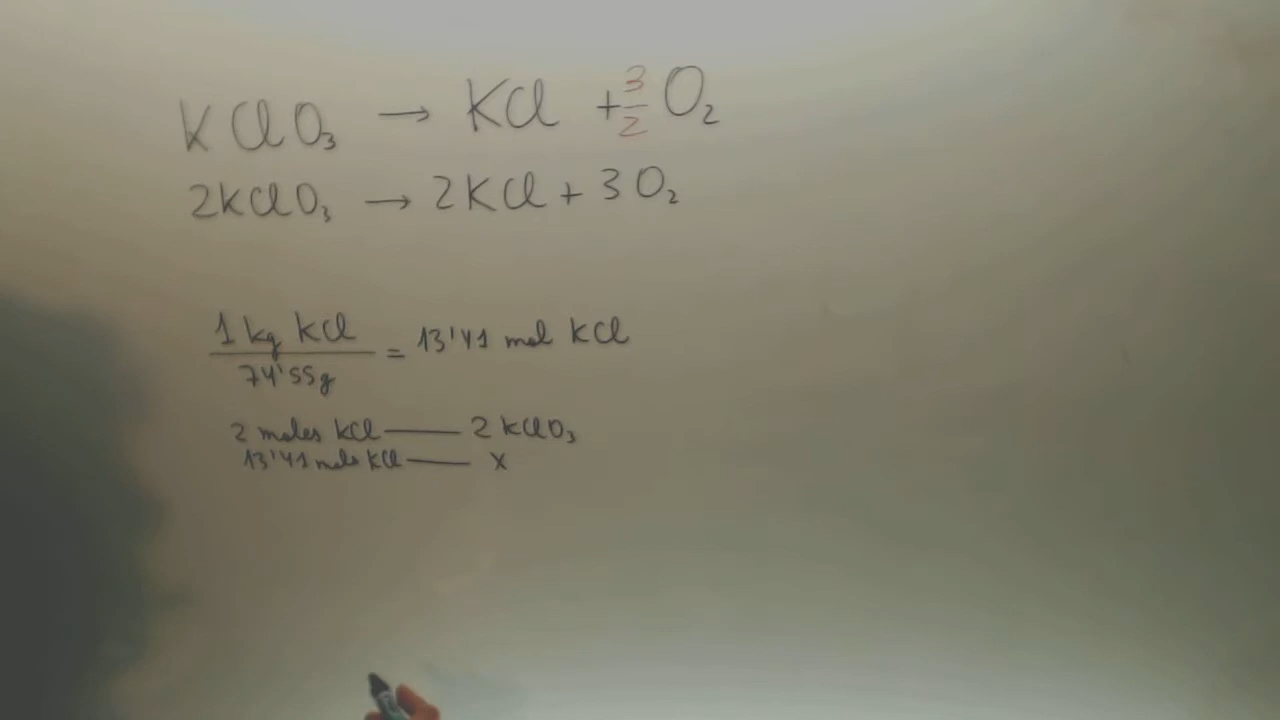 KClO₃ → KCl + 3/2 O₂
2KClO₃ → 2KCl + 3O₂
1 kg KCl / 74'55g = 13'41 mol KCl
2 moles KCl —— 2 KClO₃
13'41 mols KCl —— x